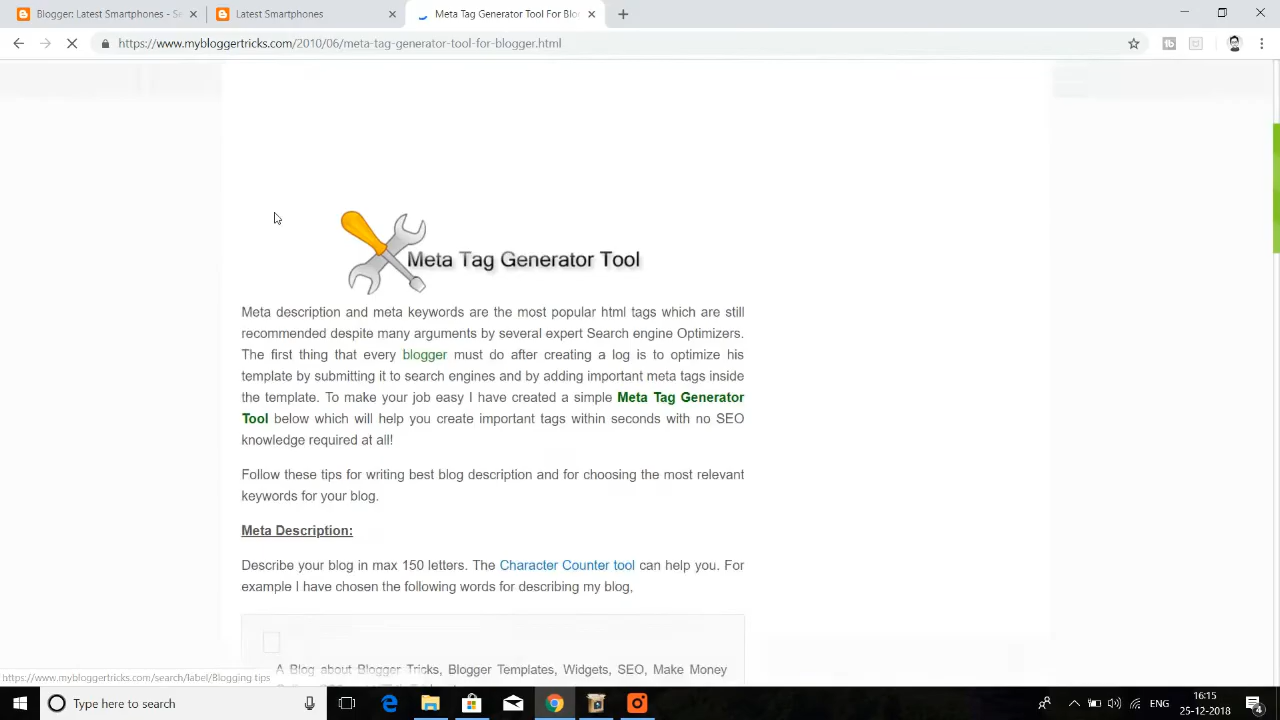 Blogger: Latest Smartphones - Se
Latest Smartphones
Meta Tag Generator Tool For Blo
https://www.mybloggertricks.com/2010/06/meta-tag-generator-tool-for-blogger.html
Meta Tag Generator Tool
Meta description and meta keywords are the most popular html tags which are still
recommended despite many arguments by several expert Search engine Optimizers.
The first thing that every blogger must do after creating a log is to optimize his
template by submitting it to search engines and by adding important meta tags inside
the template. To make your job easy I have created a simple Meta Tag Generator
Tool below which will help you create important tags within seconds with no SEO
knowledge required at all!
Follow these tips for writing best blog description and for choosing the most relevant
keywords for your blog.
Meta Description:
Describe your blog in max 150 letters. The Character Counter tool can help you. For
example I have chosen the following words for describing my blog,
A Blog about Blogger Tricks, Blogger Templates, Widgets, SEO, Make Money
https://www.mybloggertricks.com/search/label/Blogging tips
Type here to search
ENG
16:15
25-12-2018
4